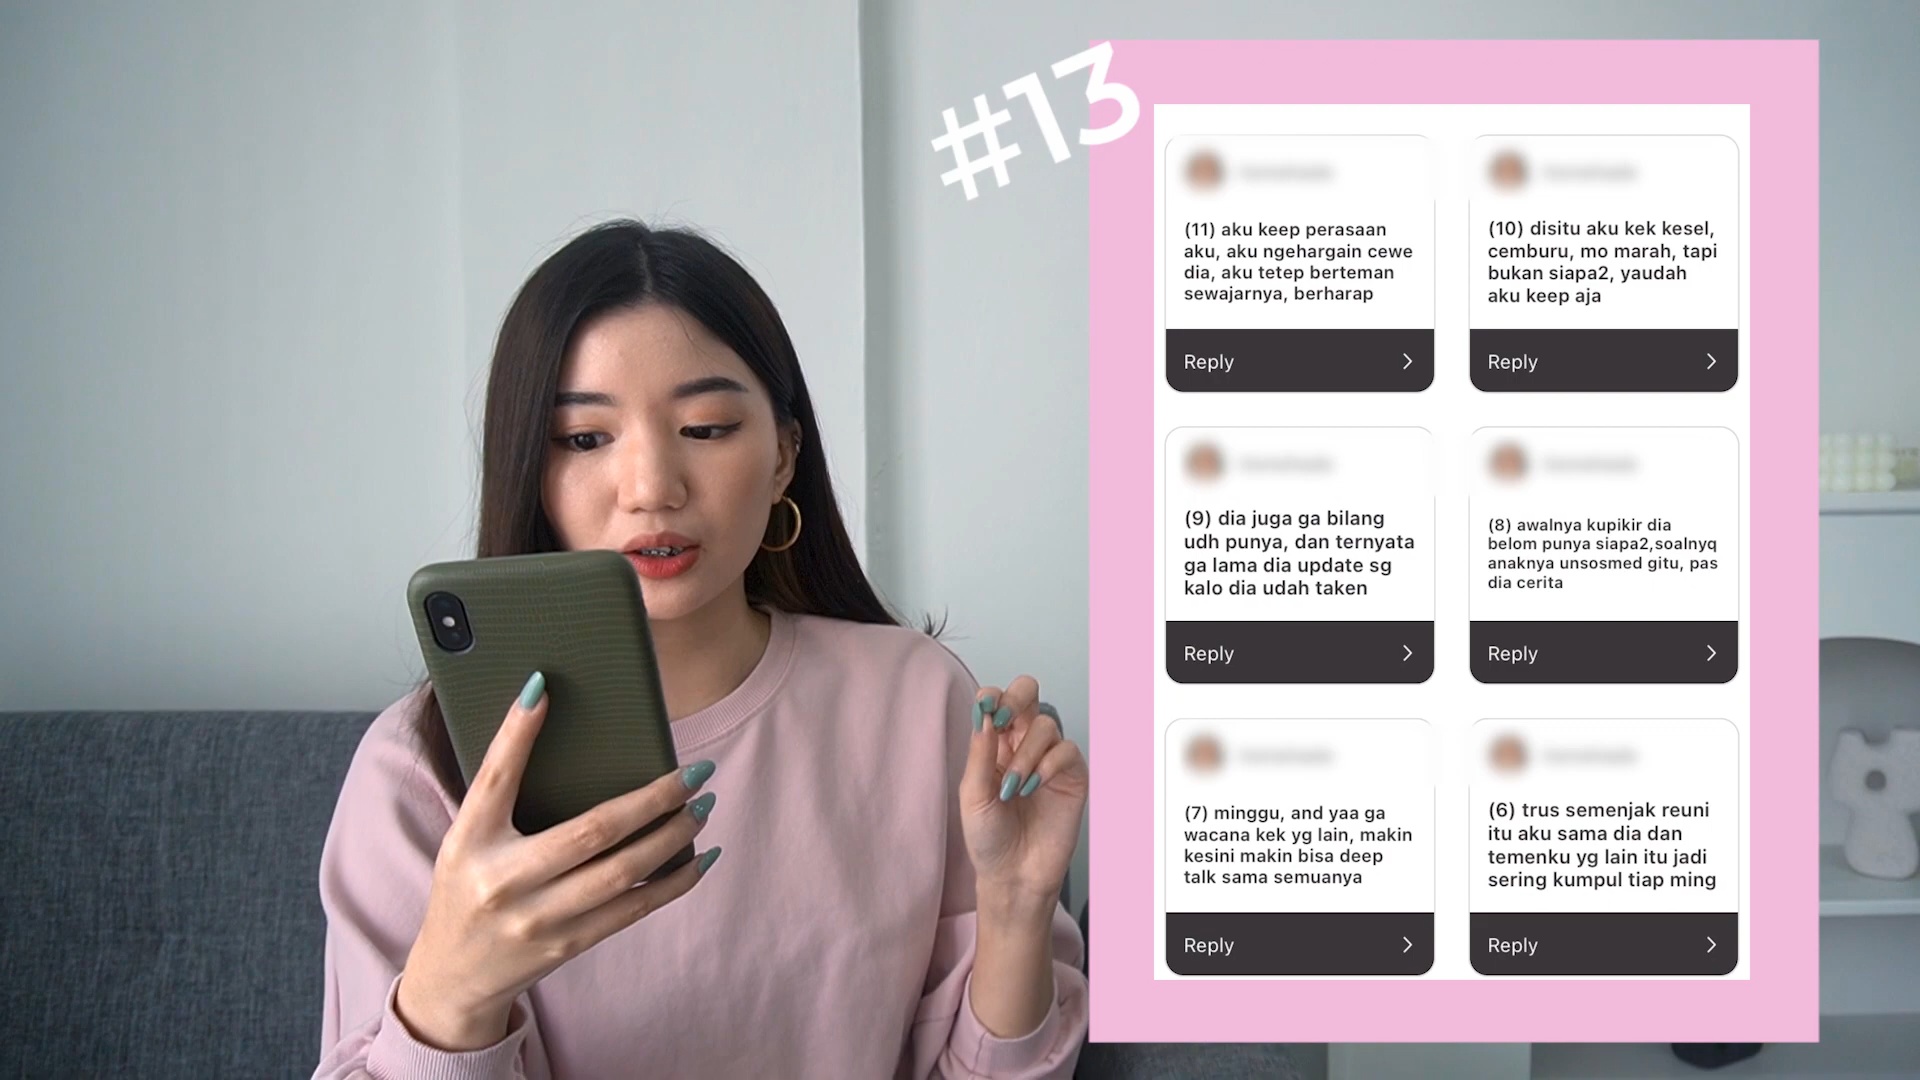 #13
(11) aku keep perasaan
aku, aku ngehargain cewe
dia, aku tetep berteman
sewajarnya, berharap
Reply
(10) disitu aku kek kesel,
cemburu, mo marah, tapi
bukan siapa2, yaudah
aku keep aja
Reply
(9) dia juga ga bilang
udh punya, dan ternyata
ga lama dia update sg
kalo dia udah taken
Reply
(8) awalnya kupikir dia
belom punya siapa2,soalnyq
anaknya unsosmed gitu, pas
dia cerita
Reply
(7) minggu, and yaa ga
wacana kek yg lain, makin
kesini makin bisa deep
talk sama semuanya
Reply
(6) trus semenjak reuni
itu aku sama dia dan
temenku yg lain itu jadi
sering kumpul tiap ming
Reply